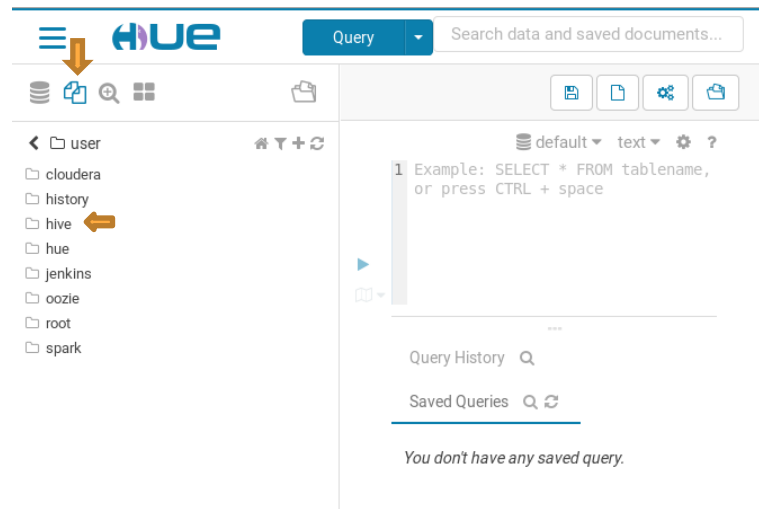 HUE
Query
Search data and saved documents...
user
cloudera
history
hive
hue
jenkins
oozie
root
spark
default text ?
1 Example: SELECT * FROM tablename,
or press CTRL + space
Query History
Saved Queries
You don't have any saved query.